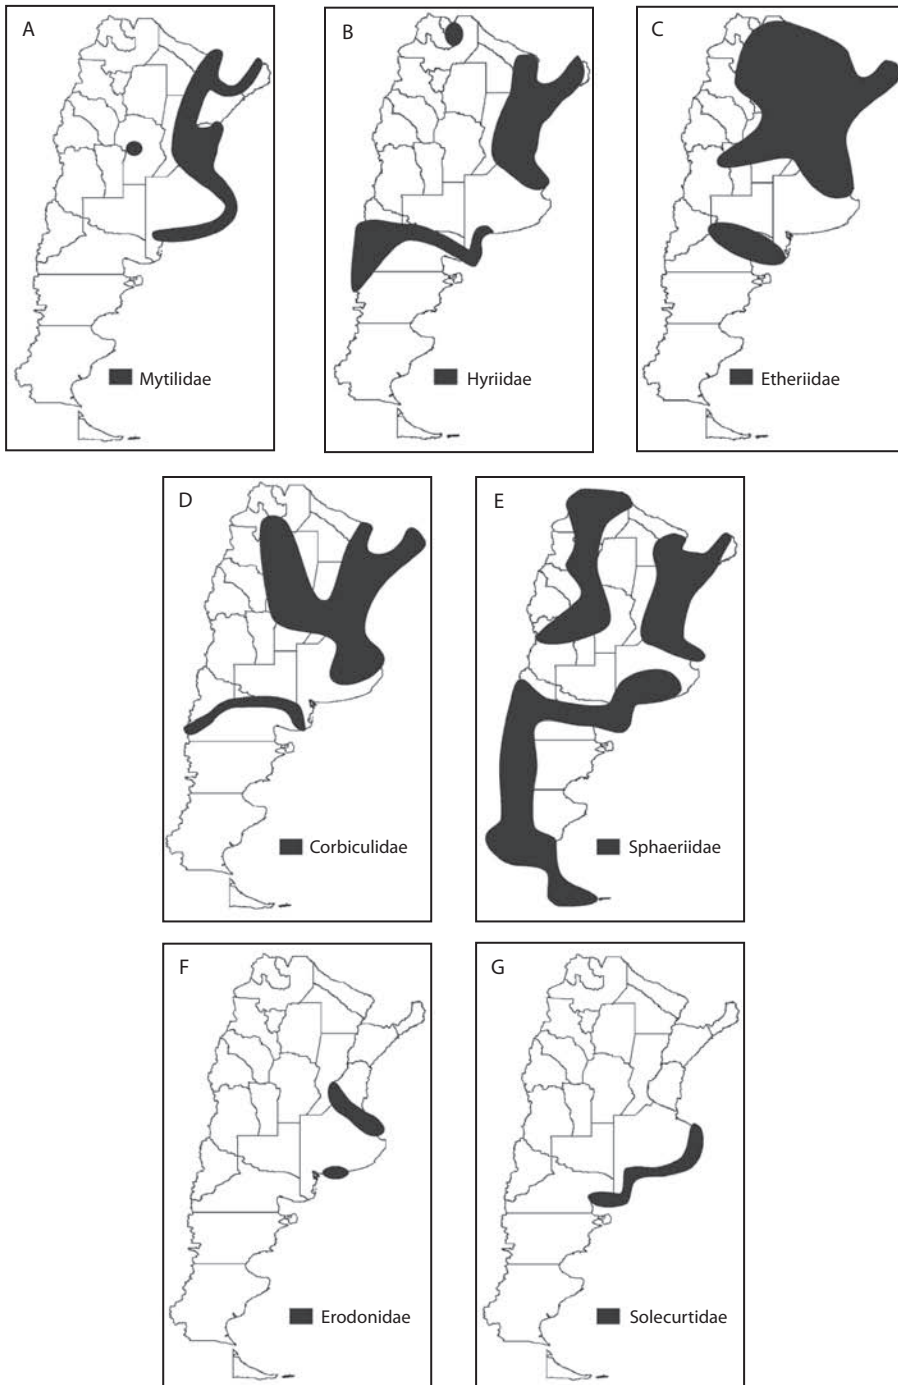 A
Mytilidae
B
Hyriidae
C
Etheriidae
D
Corbiculidae
E
Sphaeriidae
F
Erodonidae
G
Solecurtidae